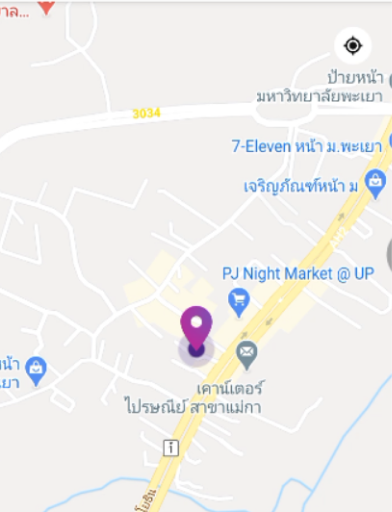 าล...
ป้ายหน้า
มหาวิทยาลัยพะเยา
3034
7-Eleven หน้า ม.พะเยา
เจริญภัณฑ์หน้า ม
PJ Night Market @ UP
น้า
ยา
เคาน์เตอร์
ไปรษณีย์ สาขาแม่กา